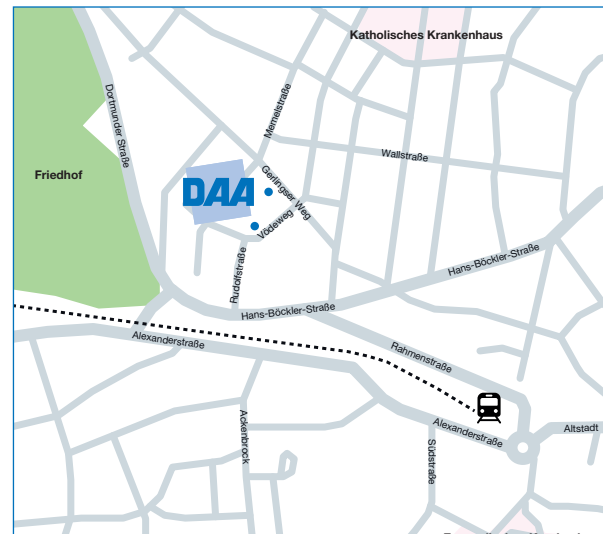 Katholisches Krankenhaus
Dortmunder Straße
Memelstraße
Wallstraße
Friedhof
DAA
Gerlingser Weg
Vödeweg
Rudolfstraße
Hans-Böckler-Straße
Hans-Böckler-Straße
Alexanderstraße
Rahmenstraße
Ackenbrock
Alexanderstraße
Südstraße
Altstadt